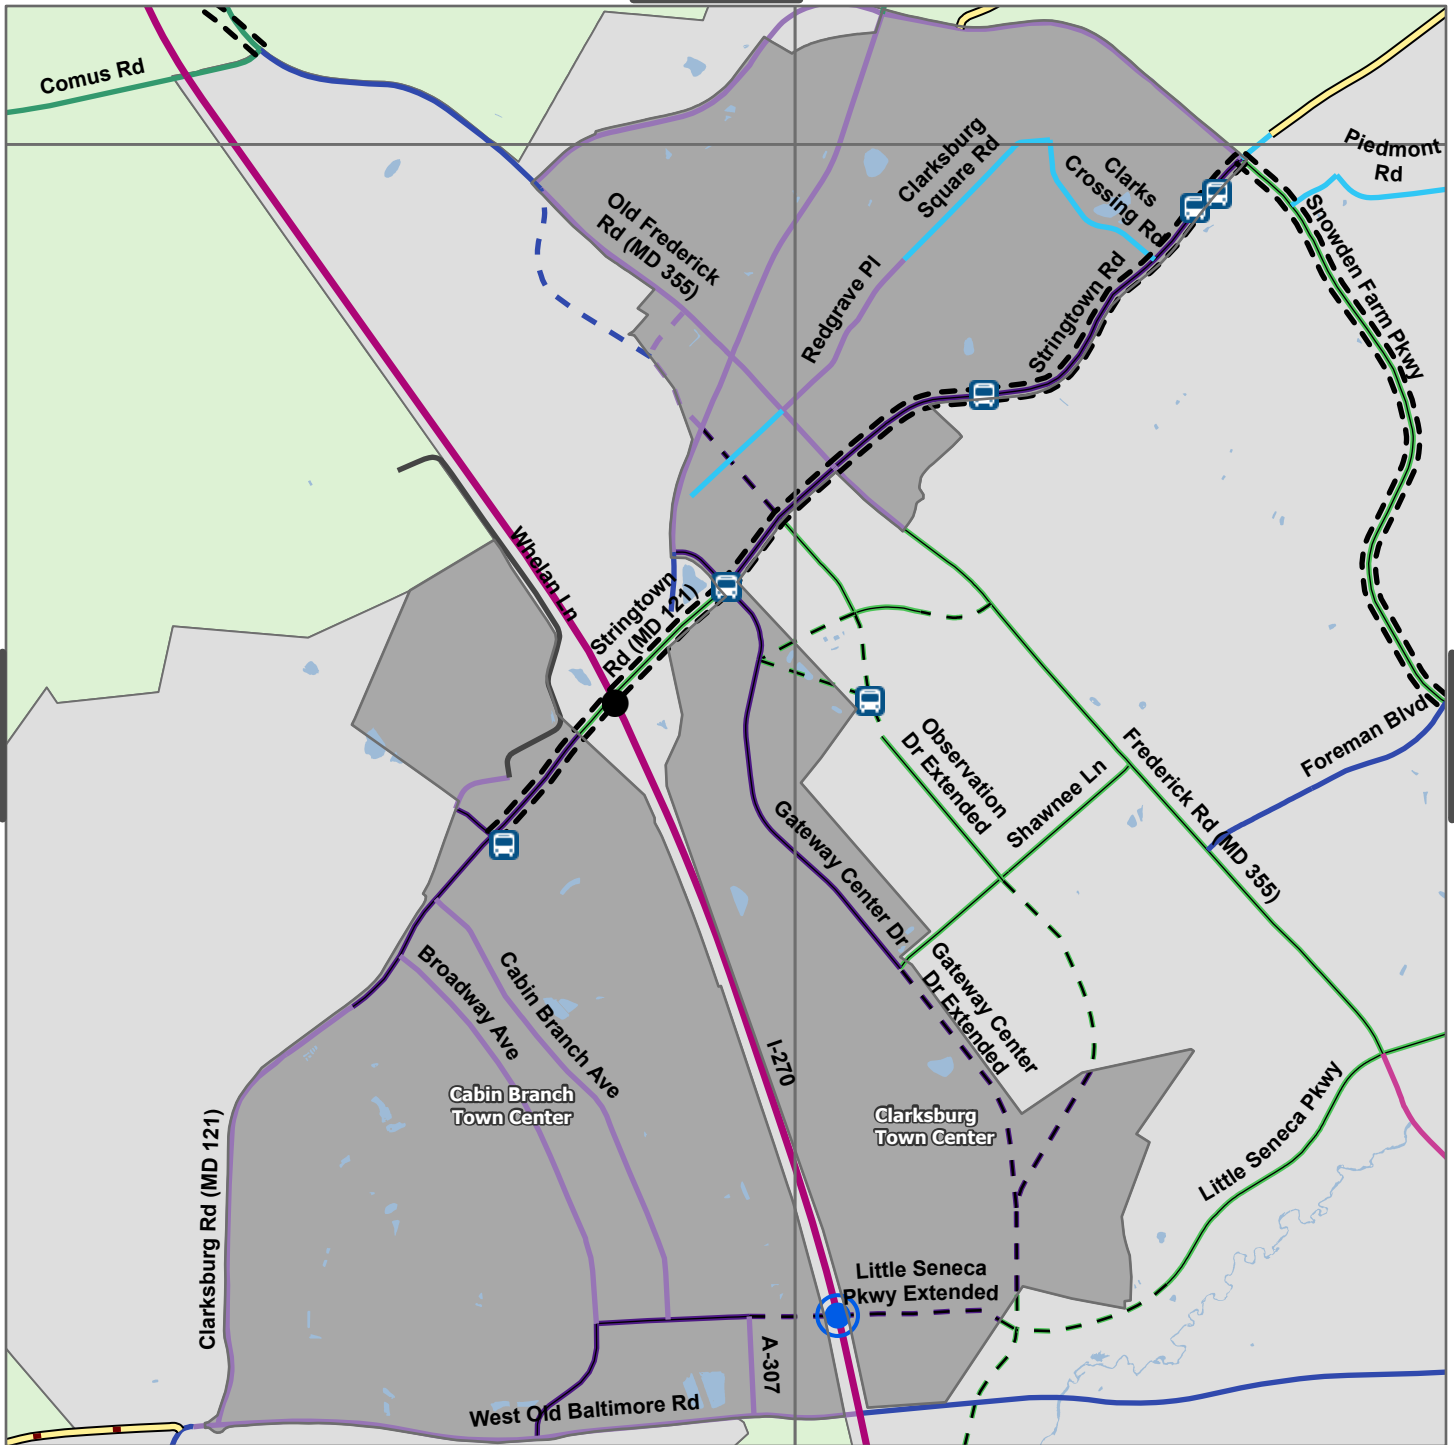 Comus Rd
Piedmont
Rd
Clarksburg
Square Rd
Clarks
Crossing Rd
Old Frederick
Rd (MD 355)
Redgrave Pl
Stringtown Rd
Snowden Farm Pkwy
Whelan Ln
Stringtown
Rd (MD 121)
Foreman Blvd
Observation
Dr Extended
Shawnee Ln
Frederick Rd (MD 355)
Gateway Center Dr
Gateway Center
Dr Extended
Broadway Ave
Cabin Branch Ave
I-270
Cabin Branch
Town Center
Clarksburg
Town Center
Clarksburg Rd (MD 121)
Little Seneca Pkwy
Little Seneca
Pkwy Extended
A-307
West Old Baltimore Rd